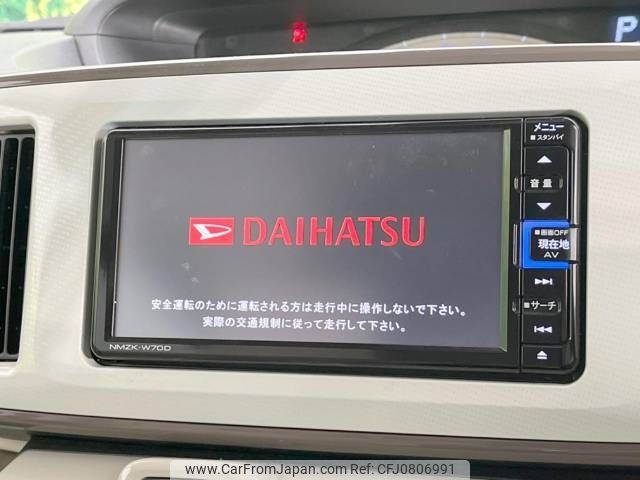 P
メニュー
■ スタンバイ
音量
■ 画面OFF
現在地
AV
■ サーチ
DAIHATSU
安全運転のために運転される方は走行中に操作しないで下さい。
実際の交通規制に従って走行して下さい。
NMZK-W70D
www.CarFromJapan.com - Ref No.CFJ0806991